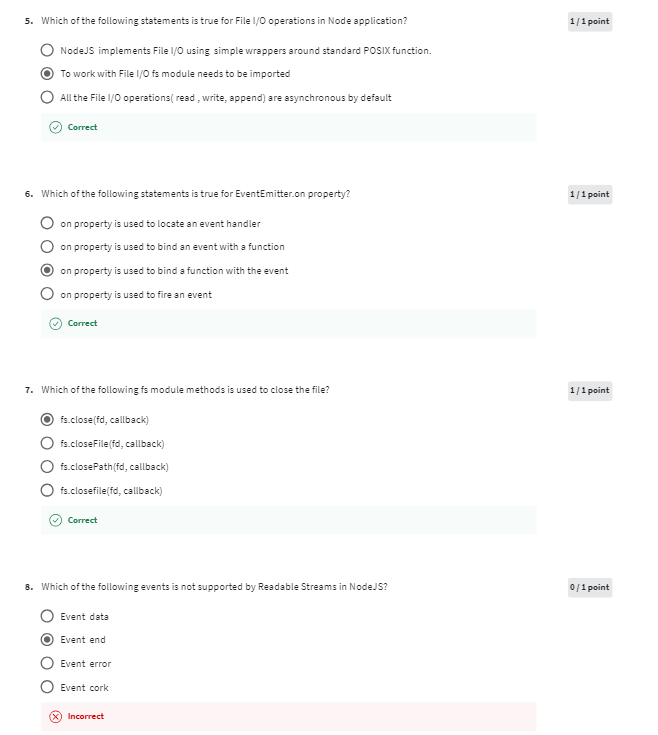 5. Which of the following statements is true for File I/O operations in Node application?
1 / 1 point
NodeJS implements File I/O using simple wrappers around standard POSIX function.
To work with File I/O fs module needs to be imported
All the File I/O operations( read , write, append) are asynchronous by default
Correct
6. Which of the following statements is true for EventEmitter.on property?
1 / 1 point
on property is used to locate an event handler
on property is used to bind an event with a function
on property is used to bind a function with the event
on property is used to fire an event
Correct
7. Which of the following fs module methods is used to close the file?
1 / 1 point
fs.close(fd, callback)
fs.closeFile(fd, callback)
fs.closePath(fd, callback)
fs.closefile(fd, callback)
Correct
8. Which of the following events is not supported by Readable Streams in NodeJS?
0 / 1 point
Event data
Event end
Event error
Event cork
Incorrect